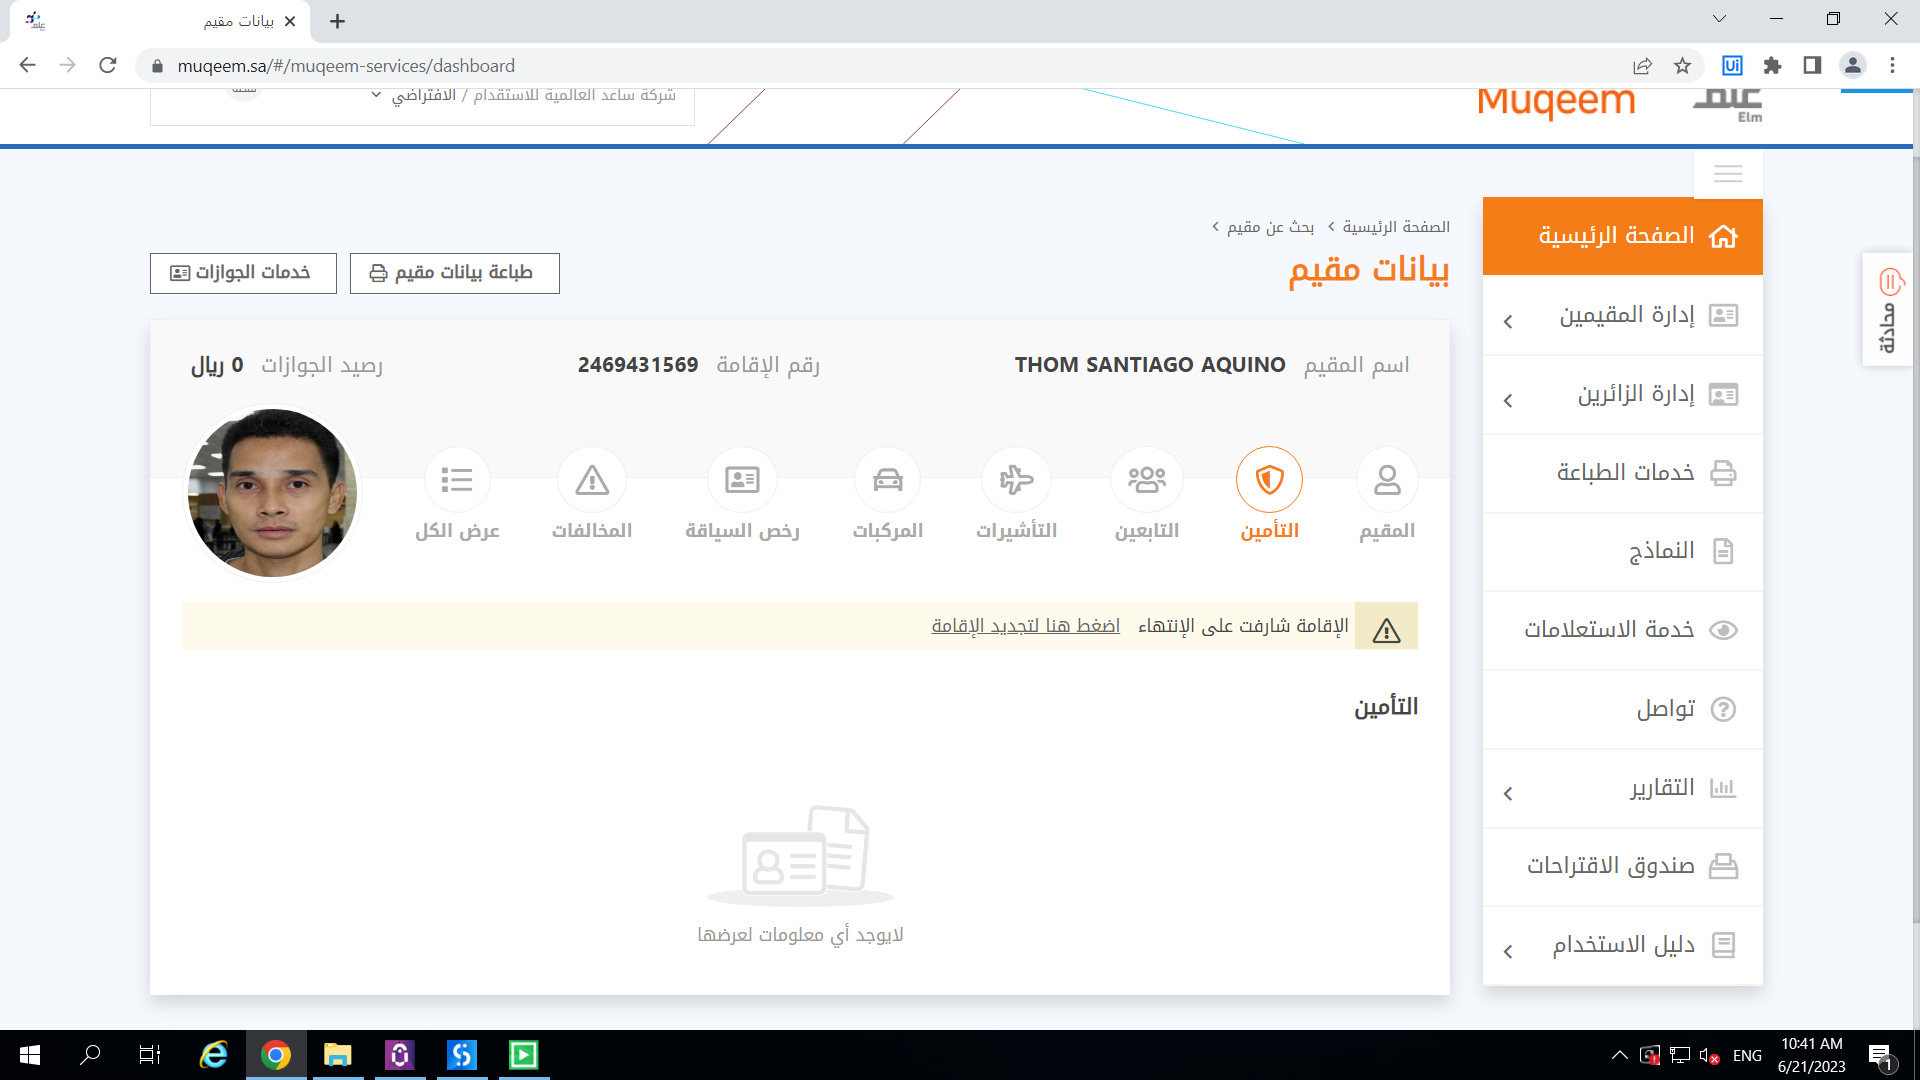 بيانات مقيم
muqeem.sa/#/muqeem-services/dashboard
Muqeem
علم
Elm
شركة ساعد العالمية للاستقدام / الافتراضي
الصفحة الرئيسية
إدارة المقيمين
إدارة الزائرين
خدمات الطباعة
النماذج
خدمة الاستعلامات
تواصل
التقارير
صندوق الاقتراحات
دليل الاستخدام
محادثة
الصفحة الرئيسية > بحث عن مقيم >
بيانات مقيم
طباعة بيانات مقيم
خدمات الجوازات
اسم المقيم THOM SANTIAGO AQUINO
رقم الإقامة 2469431569
رصيد الجوازات 0 ريال
المقيم
التأمين
التابعين
التأشيرات
المركبات
رخص السياقة
المخالفات
عرض الكل
الإقامة شارفت على الإنتهاء اضغط هنا لتجديد الإقامة
التأمين
لايوجد أي معلومات لعرضها
ENG
10:41 AM
6/21/2023
1